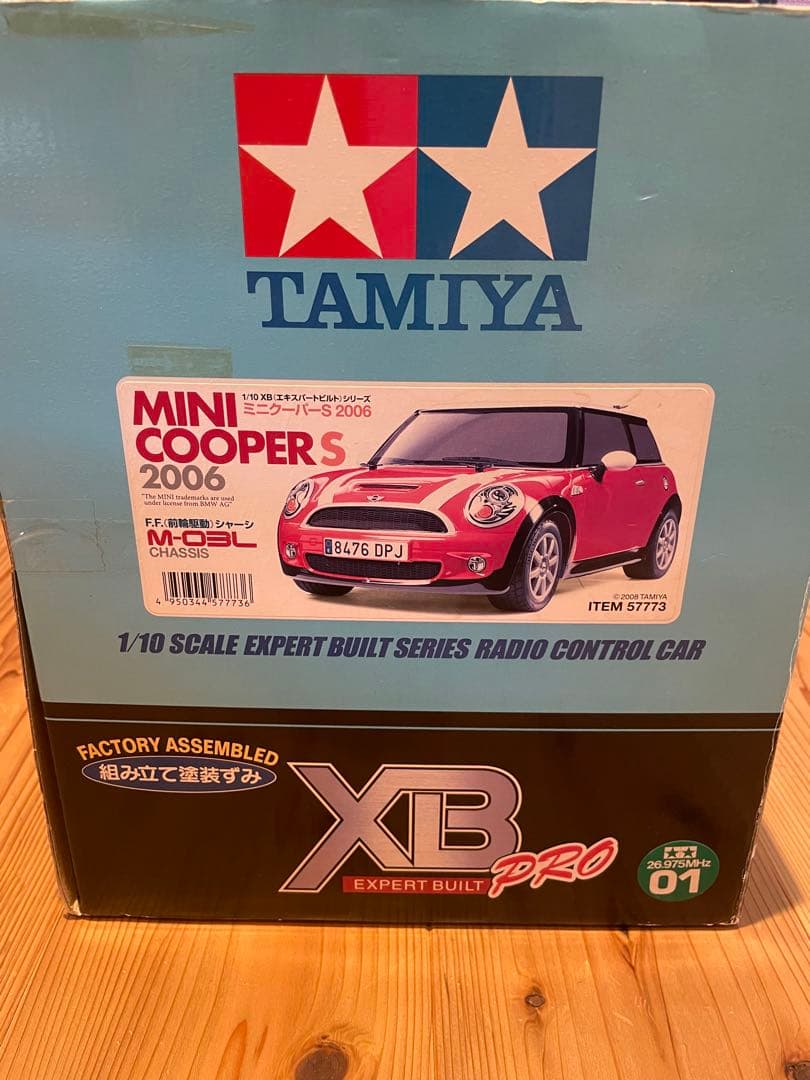 TAMIYA
1/10 XB(エキスパートビルト)シリーズ
ミニクーパーS 2006
MINI
COOPER S
2006
"The MINI trademarks are used
under license from BMW AG"
F.F.(前輪駆動)シャーシ
M-03L
CHASSIS
8476 DPJ
4 950344 577736
©2008 TAMIYA
ITEM 57773
1/10 SCALE EXPERT BUILT SERIES RADIO CONTROL CAR
FACTORY ASSEMBLED
組み立て塗装ずみ
XB
EXPERT BUILT
PRO
26.975MHz
01